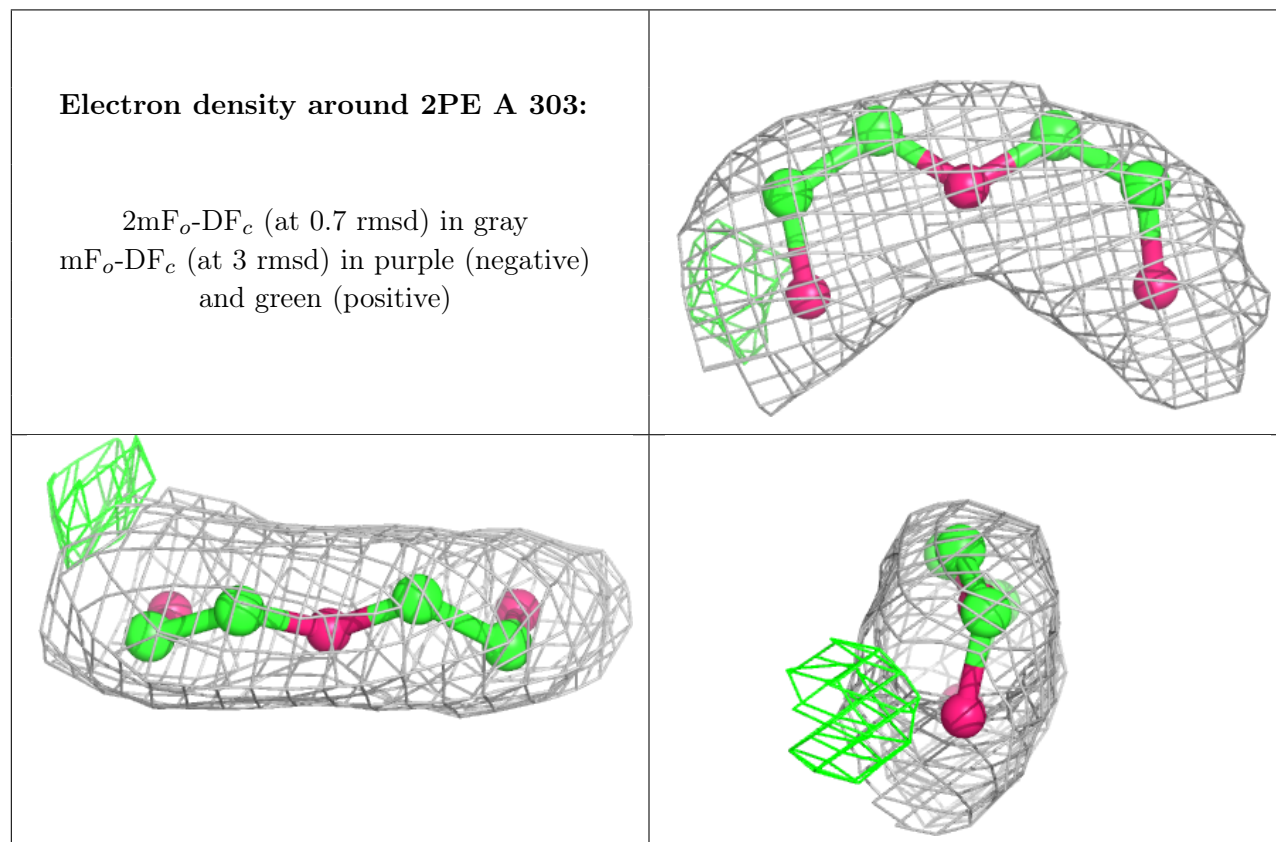 Electron density around 2PE A 303:
2mFo-DFc (at 0.7 rmsd) in gray
mFo-DFc (at 3 rmsd) in purple (negative)
and green (positive)